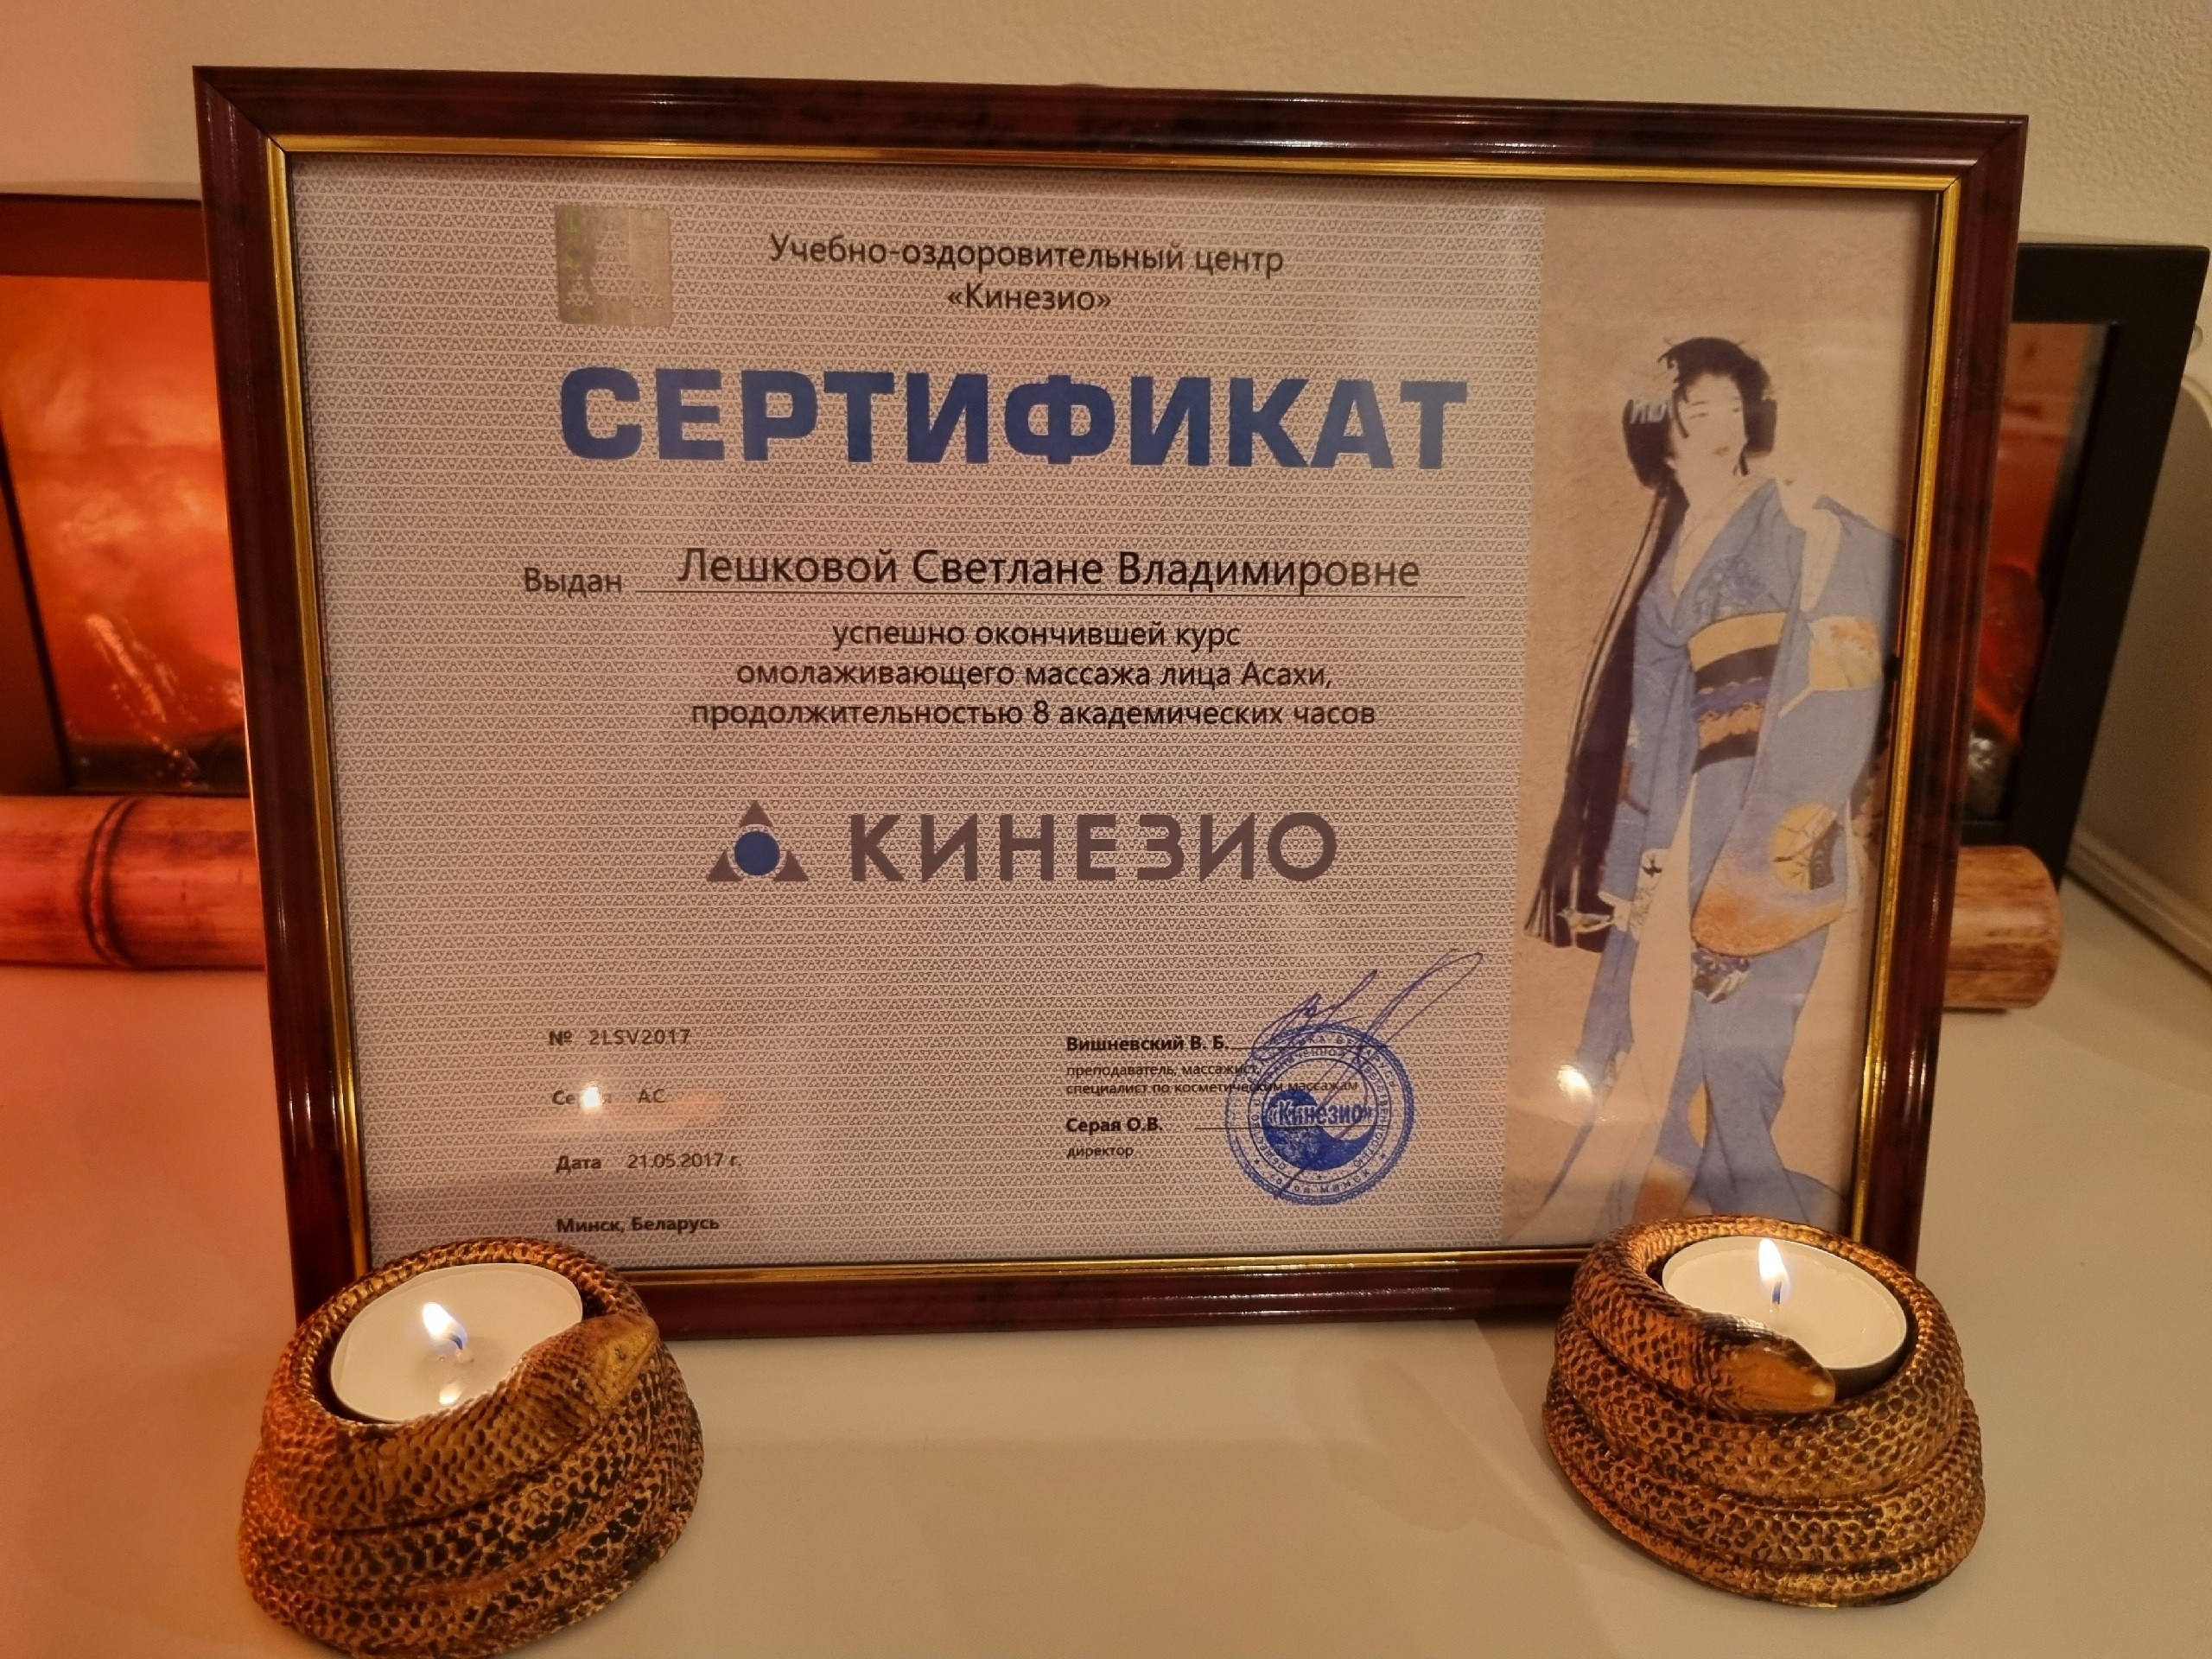 Учебно-оздоровительный центр
«Кинезио»
СЕРТИФИКАТ
Выдан Лешковой Светлане Владимировне
успешно окончившей курс
омолаживающего массажа лица Асахи,
продолжительностью 8 академических часов
КИНЕЗИО
№ 2LSV2017
Серия АС
Дата 21.05.2017 г.
Минск, Беларусь
Вишневский В. Б.
преподаватель, массажист,
специалист по косметическим массажам
Серая О.В.
директор
«Кинезио»